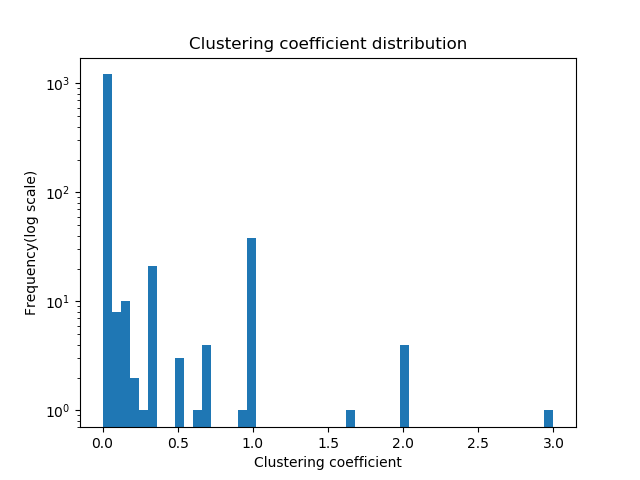 Clustering coefficient distribution
Frequency(log scale)
10³
10²
10¹
10⁰
0.0 0.5 1.0 1.5 2.0 2.5 3.0
Clustering coefficient